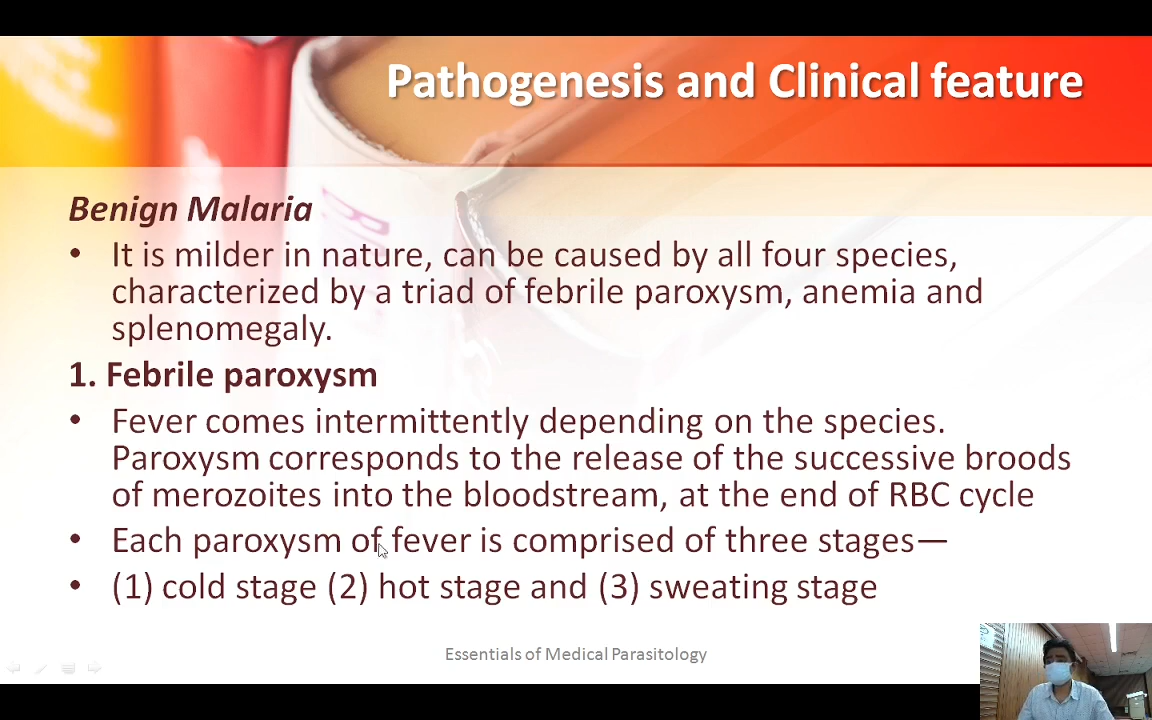 Pathogenesis and Clinical feature
Benign Malaria
• It is milder in nature, can be caused by all four species,
characterized by a triad of febrile paroxysm, anemia and
splenomegaly.
1. Febrile paroxysm
• Fever comes intermittently depending on the species.
Paroxysm corresponds to the release of the successive broods
of merozoites into the bloodstream, at the end of RBC cycle
• Each paroxysm of fever is comprised of three stages—
• (1) cold stage (2) hot stage and (3) sweating stage
Essentials of Medical Parasitology